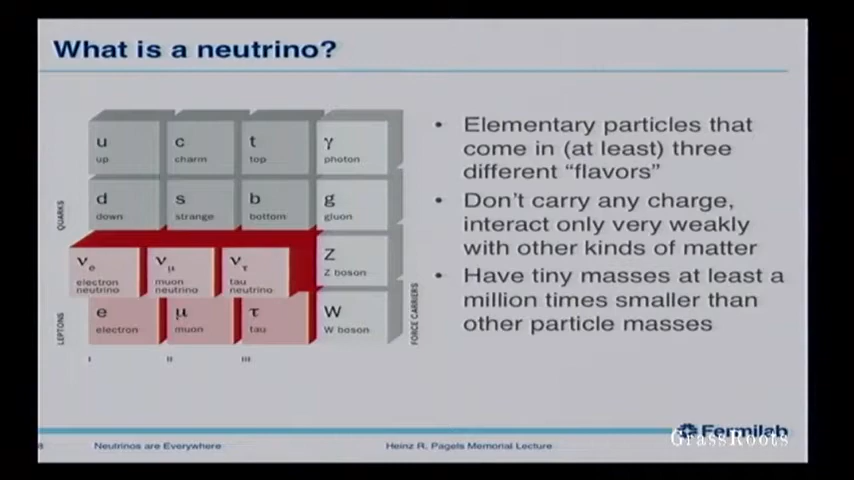 What is a neutrino?
u
up
c
charm
t
top
γ
photon
d
down
s
strange
b
bottom
g
gluon
QUARKS
νe
electron
neutrino
νμ
muon
neutrino
ντ
tau
neutrino
Z
Z boson
e
electron
μ
muon
τ
tau
W
W boson
LEPTONS
FORCE CARRIERS
I
II
III
• Elementary particles that
come in (at least) three
different “flavors”
• Don’t carry any charge,
interact only very weakly
with other kinds of matter
• Have tiny masses at least a
million times smaller than
other particle masses
8
Neutrinos are Everywhere
Heinz R. Pagels Memorial Lecture
Fermilab
GrassRoots